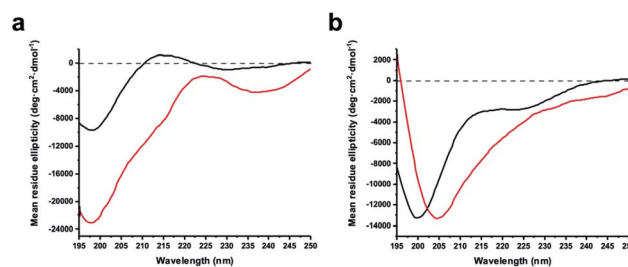 a
b
Mean residue ellipticity (deg·cm²·dmol⁻¹)
0
-4000
-8000
-12000
-16000
-20000
-24000
195 200 205 210 215 220 225 230 235 240 245 250
Wavelength (nm)
Mean residue ellipticity (deg·cm²·dmol⁻¹)
2000
0
-2000
-4000
-6000
-8000
-10000
-12000
-14000
195 200 205 210 215 220 225 230 235 240 245 250
Wavelength (nm)